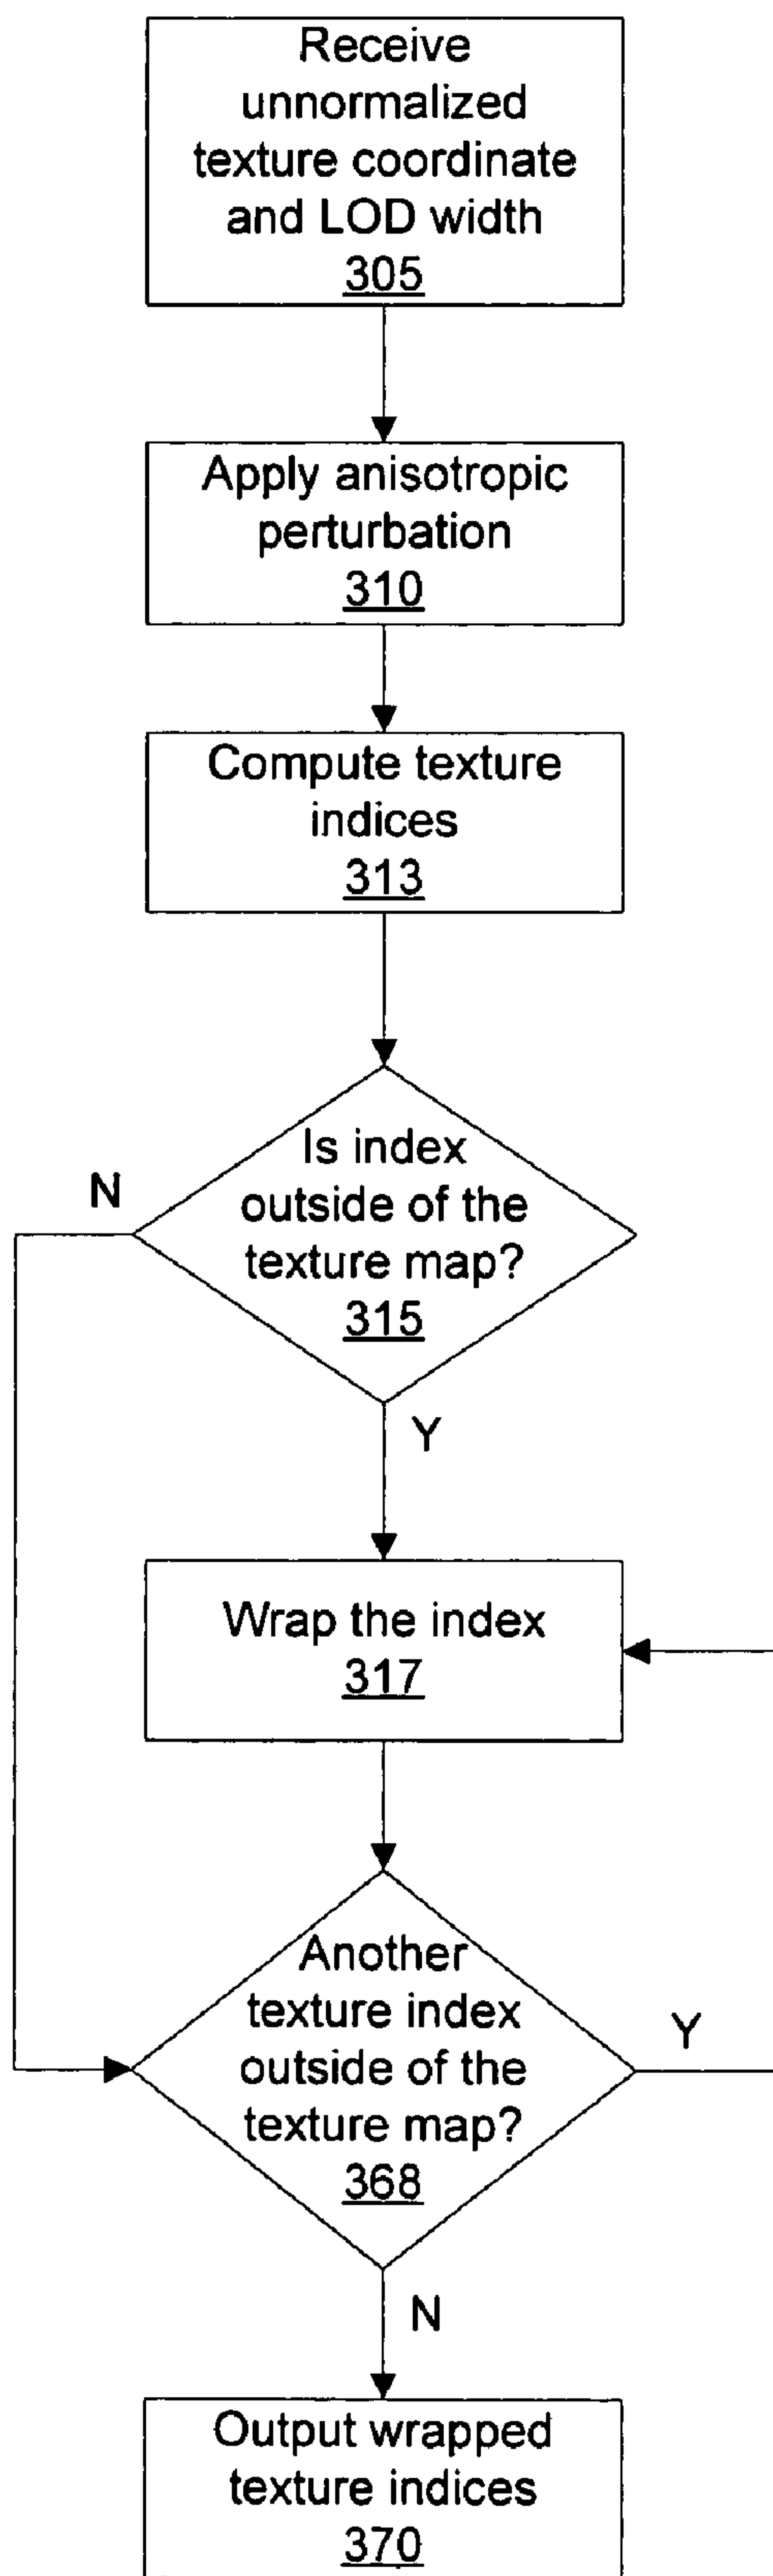 Receive
unnormalized
texture coordinate
and LOD width
305
Apply anisotropic
perturbation
310
Compute texture
indices
313
Is index
outside of the
texture map?
315
N
Y
Wrap the index
317
Another
texture index
outside of the
texture map?
368
Y
N
Output wrapped
texture indices
370